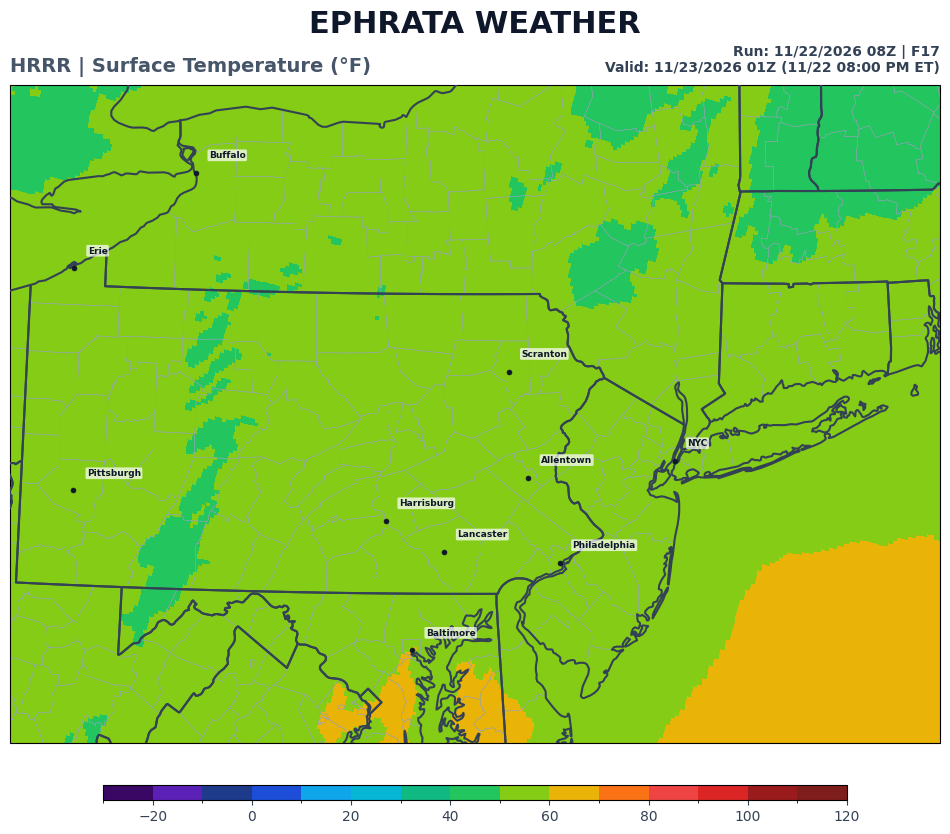 EPHRATA WEATHER
HRRR | Surface Temperature (°F)
Run: 11/22/2026 08Z | F17
Valid: 11/23/2026 01Z (11/22 08:00 PM ET)
Buffalo
Erie
Scranton
NYC
Allentown
Pittsburgh
Harrisburg
Lancaster
Philadelphia
Baltimore
−20 0 20 40 60 80 100 120